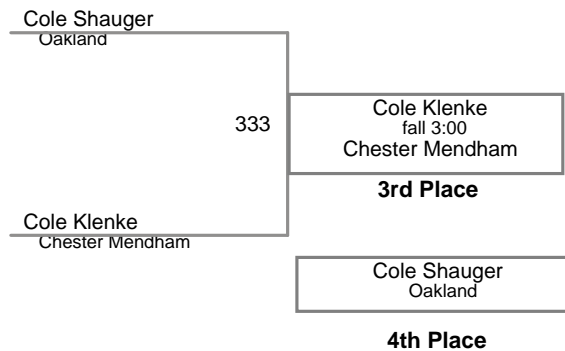 Cole Shauger
Oakland
333
Cole Klenke
fall 3:00
Chester Mendham
3rd Place
Cole Klenke
Chester Mendham
Cole Shauger
Oakland
4th Place